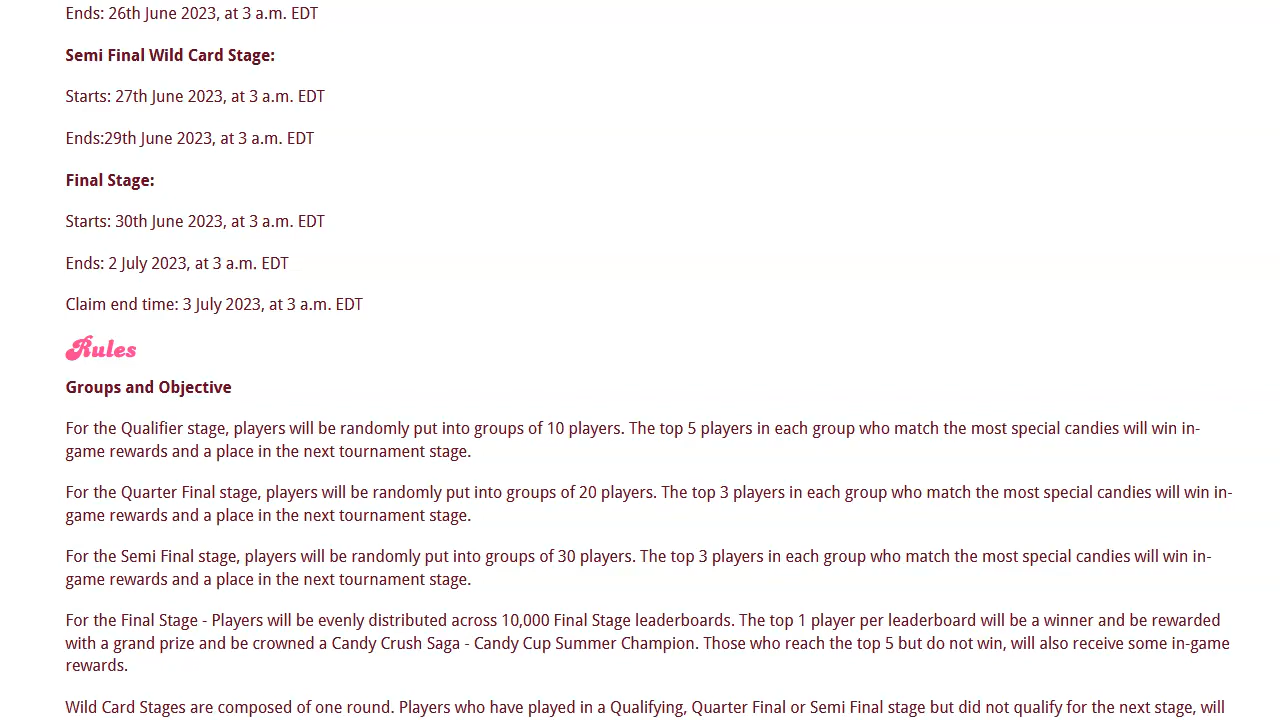 Ends: 26th June 2023, at 3 a.m. EDT
Semi Final Wild Card Stage:
Starts: 27th June 2023, at 3 a.m. EDT
Ends:29th June 2023, at 3 a.m. EDT
Final Stage:
Starts: 30th June 2023, at 3 a.m. EDT
Ends: 2 July 2023, at 3 a.m. EDT
Claim end time: 3 July 2023, at 3 a.m. EDT
Rules
Groups and Objective
For the Qualifier stage, players will be randomly put into groups of 10 players. The top 5 players in each group who match the most special candies will win in-
game rewards and a place in the next tournament stage.
For the Quarter Final stage, players will be randomly put into groups of 20 players. The top 3 players in each group who match the most special candies will win in-
game rewards and a place in the next tournament stage.
For the Semi Final stage, players will be randomly put into groups of 30 players. The top 3 players in each group who match the most special candies will win in-
game rewards and a place in the next tournament stage.
For the Final Stage - Players will be evenly distributed across 10,000 Final Stage leaderboards. The top 1 player per leaderboard will be a winner and be rewarded
with a grand prize and be crowned a Candy Crush Saga - Candy Cup Summer Champion. Those who reach the top 5 but do not win, will also receive some in-game
rewards.
Wild Card Stages are composed of one round. Players who have played in a Qualifying, Quarter Final or Semi Final stage but did not qualify for the next stage, will